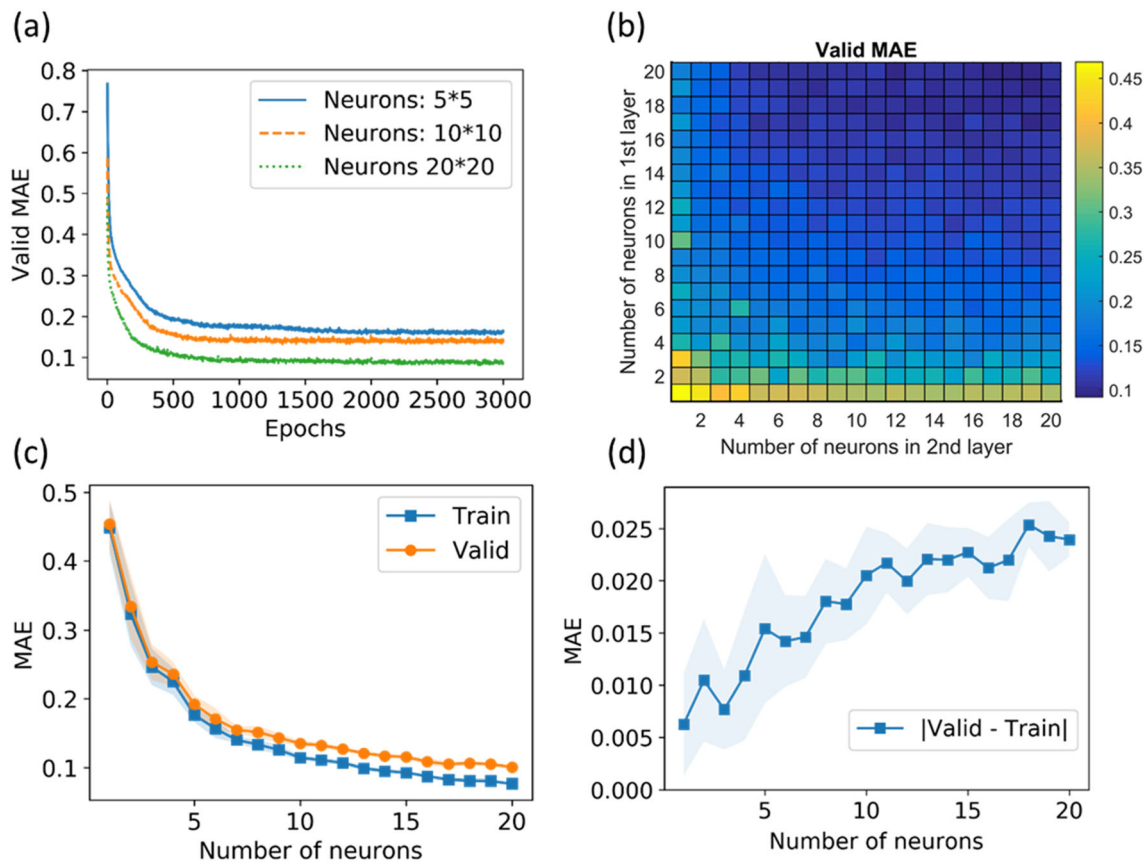 (a)
Valid MAE
0.8
0.7
0.6
0.5
0.4
0.3
0.2
0.1
Neurons: 5*5
Neurons: 10*10
Neurons 20*20
0 500 1000 1500 2000 2500 3000
Epochs
(b)
Valid MAE
Number of neurons in 1st layer
20
18
16
14
12
10
8
6
4
2
2 4 6 8 10 12 14 16 18 20
Number of neurons in 2nd layer
0.45
0.4
0.35
0.3
0.25
0.2
0.15
0.1
(c)
MAE
0.5
0.4
0.3
0.2
0.1
Train
Valid
5 10 15 20
Number of neurons
(d)
MAE
0.025
0.020
0.015
0.010
0.005
0.000
|Valid - Train|
5 10 15 20
Number of neurons